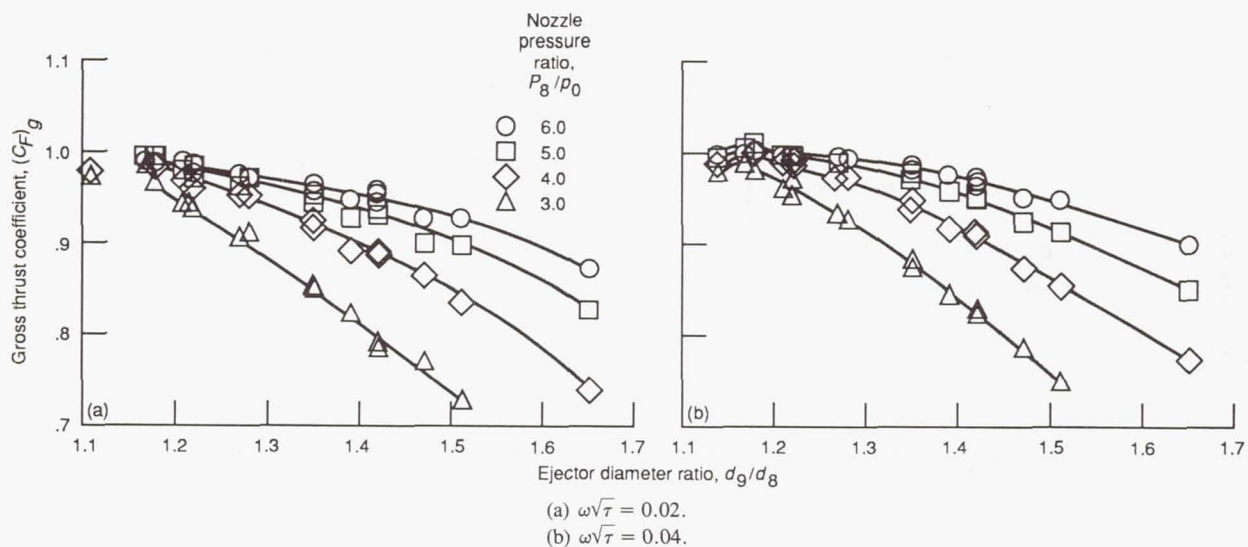 Nozzle
pressure
ratio,
P8/p0
6.0
5.0
4.0
3.0
Gross thrust coefficient, (CF)g
1.1
1.0
.9
.8
.7
(a)
1.1 1.2 1.3 1.4 1.5 1.6 1.7
(b)
1.1 1.2 1.3 1.4 1.5 1.6 1.7
Ejector diameter ratio, d9/d8
(a) ω√τ = 0.02.
(b) ω√τ = 0.04.